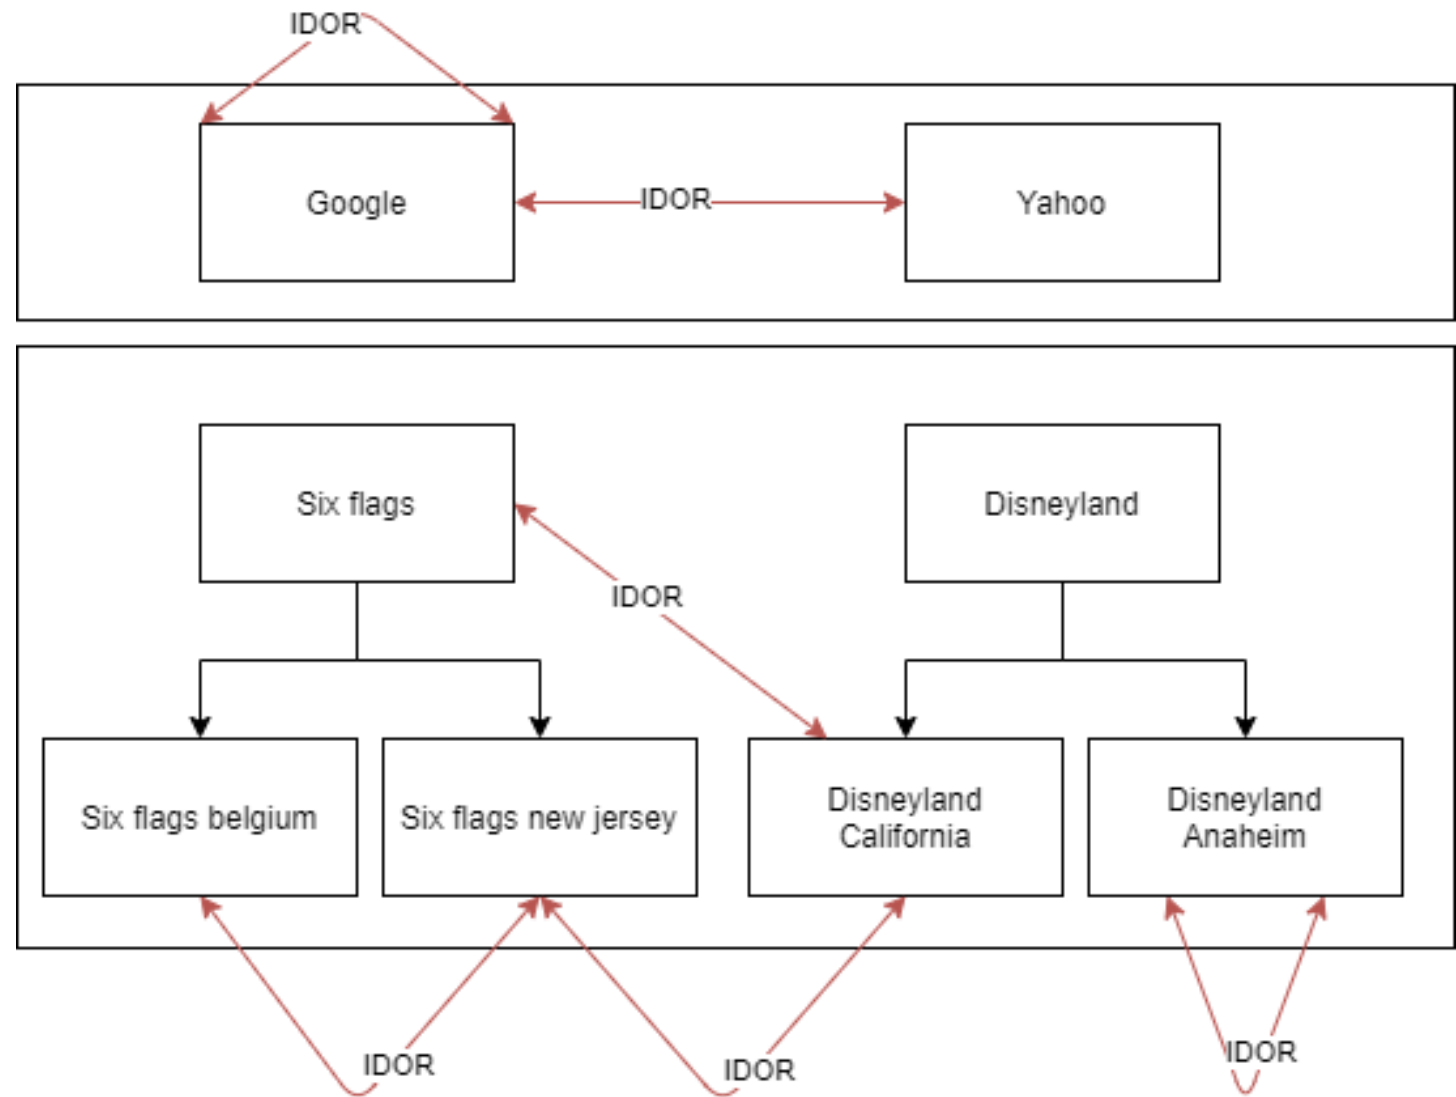 IDOR
Google
IDOR
Yahoo
Six flags
Disneyland
IDOR
Six flags belgium
Six flags new jersey
Disneyland
California
Disneyland
Anaheim
IDOR
IDOR
IDOR